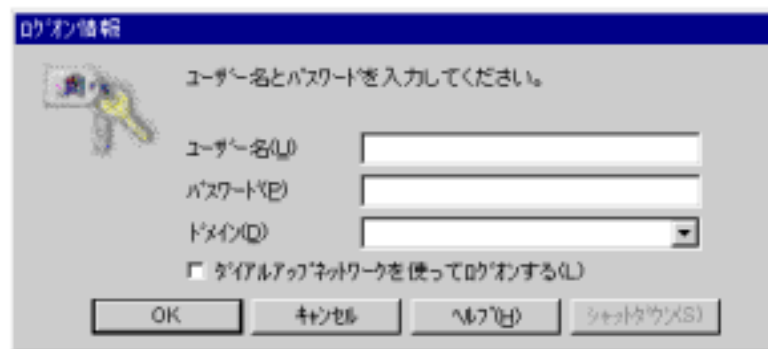 ﾛｸﾞｵﾝ情報
ﾕｰｻﾞｰ名とﾊﾟｽﾜｰﾄﾞを入力してください。
ﾕｰｻﾞｰ名(U)
ﾊﾟｽﾜｰﾄﾞ(P)
ﾄﾞﾒｲﾝ(D)
ﾀﾞｲｱﾙｱｯﾌﾟﾈｯﾄﾜｰｸを使ってﾛｸﾞｵﾝする(L)
OK ｷｬﾝｾﾙ ﾍﾙﾌﾟ(H) ｼｬｯﾄﾀﾞｳﾝ(S)